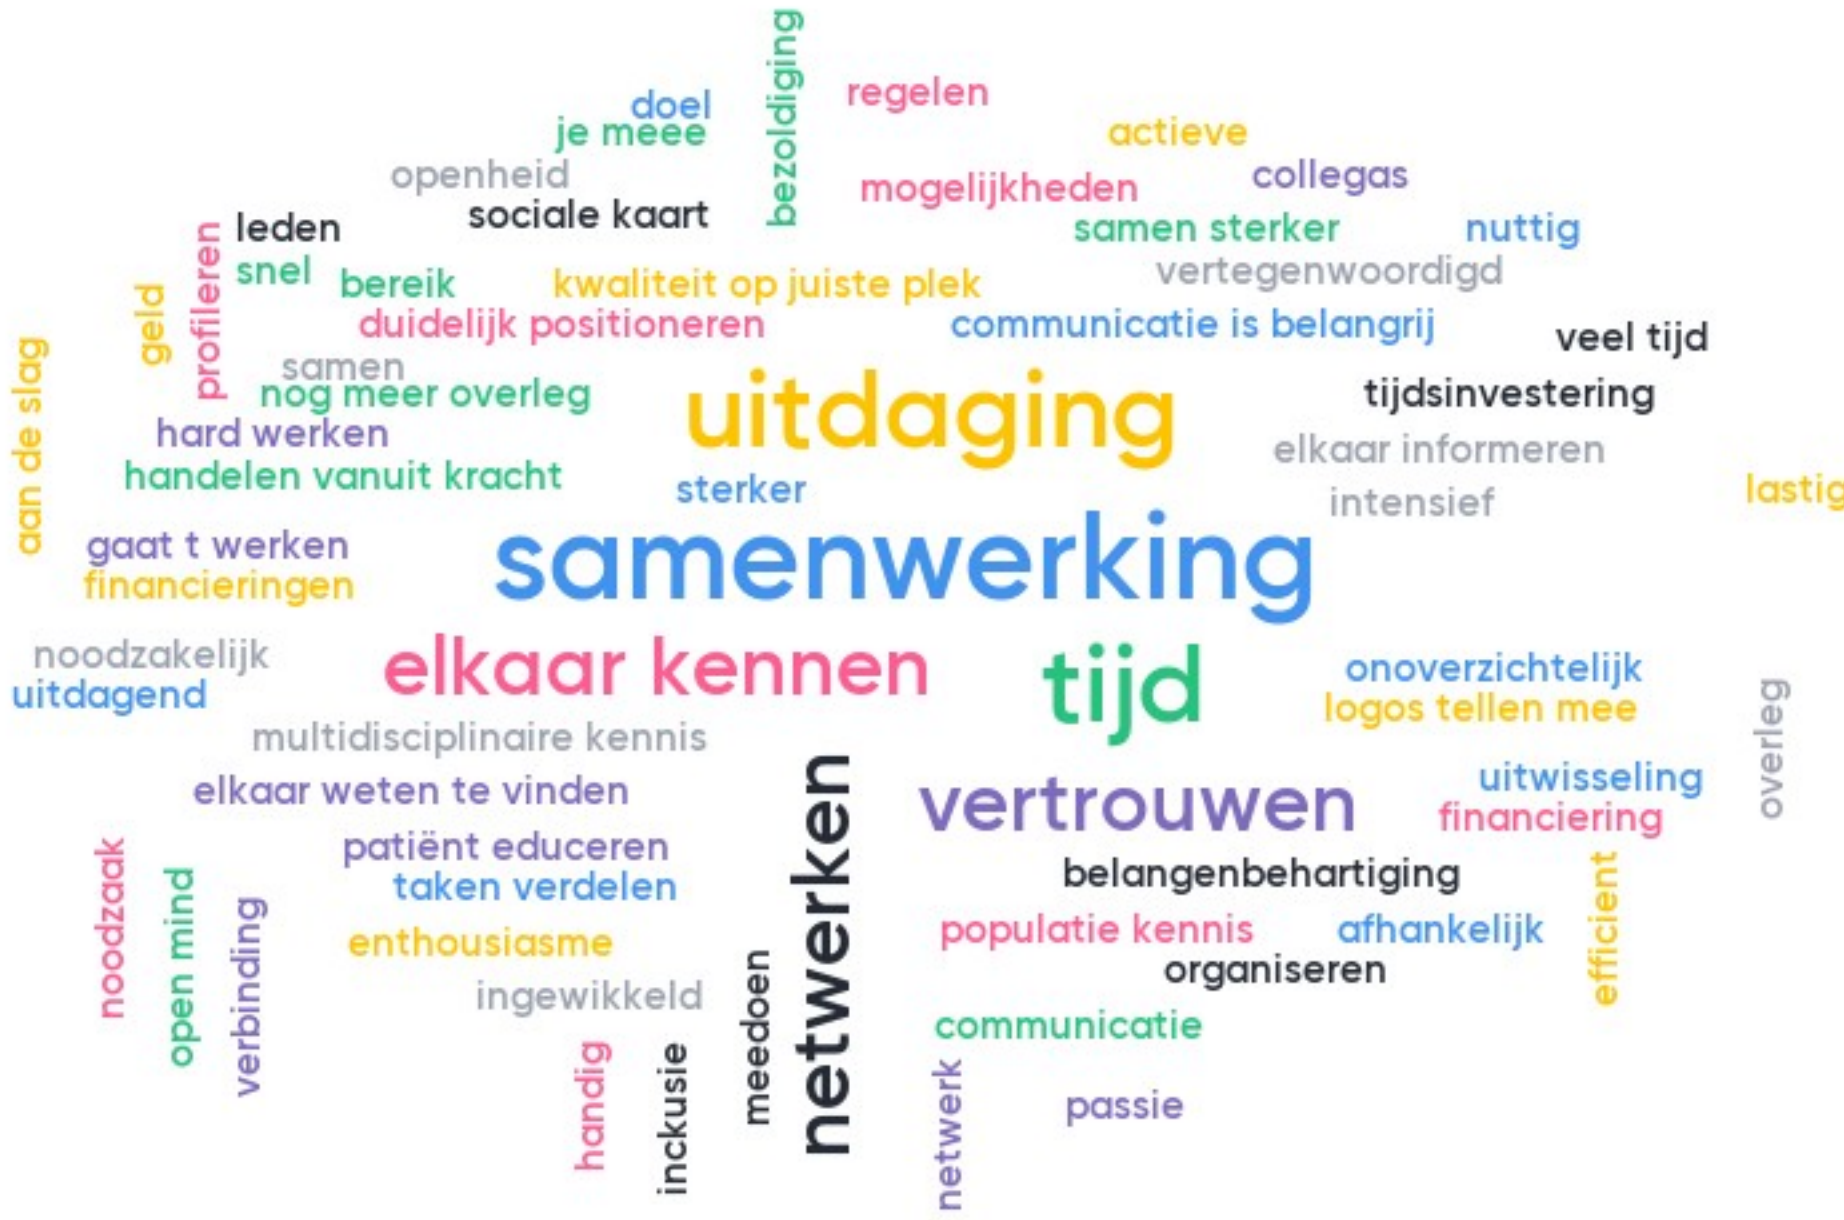 bezoldiging
regelen
doel
je meee
actieve
openheid
collegas
mogelijkheden
sociale kaart
leden
samen sterker
nuttig
profileren
snel
bereik
kwaliteit op juiste plek
vertegenwoordigd
geld
duidelijk positioneren
communicatie is belangrij
veel tijd
aan de slag
samen
nog meer overleg
uitdaging
tijdsinvestering
hard werken
elkaar informeren
handelen vanuit kracht
sterker
intensief
lastig
gaat t werken
samenwerking
financieringen
noodzakelijk
elkaar kennen
tijd
onoverzichtelijk
uitdagend
logos tellen mee
overleg
multidisciplinaire kennis
elkaar weten te vinden
netwerken
vertrouwen
uitwisseling
financiering
noodzaak
patiënt educeren
belangenbehartiging
efficient
open mind
taken verdelen
verbinding
enthousiasme
populatie kennis
afhankelijk
ingewikkeld
meedoen
organiseren
communicatie
handig
inckusie
netwerk
passie